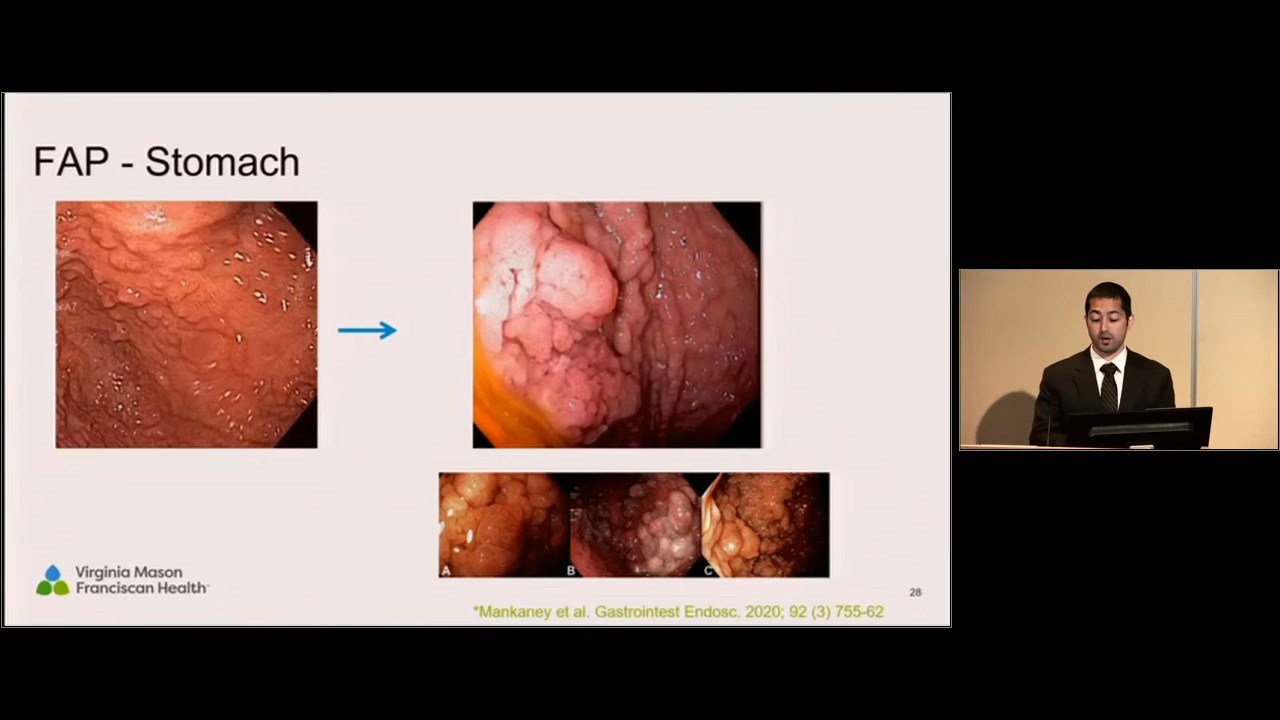 FAP - Stomach
A
B
C
Virginia Mason
Franciscan Health
28
*Mankaney et al. Gastrointest Endosc. 2020; 92 (3) 755-62